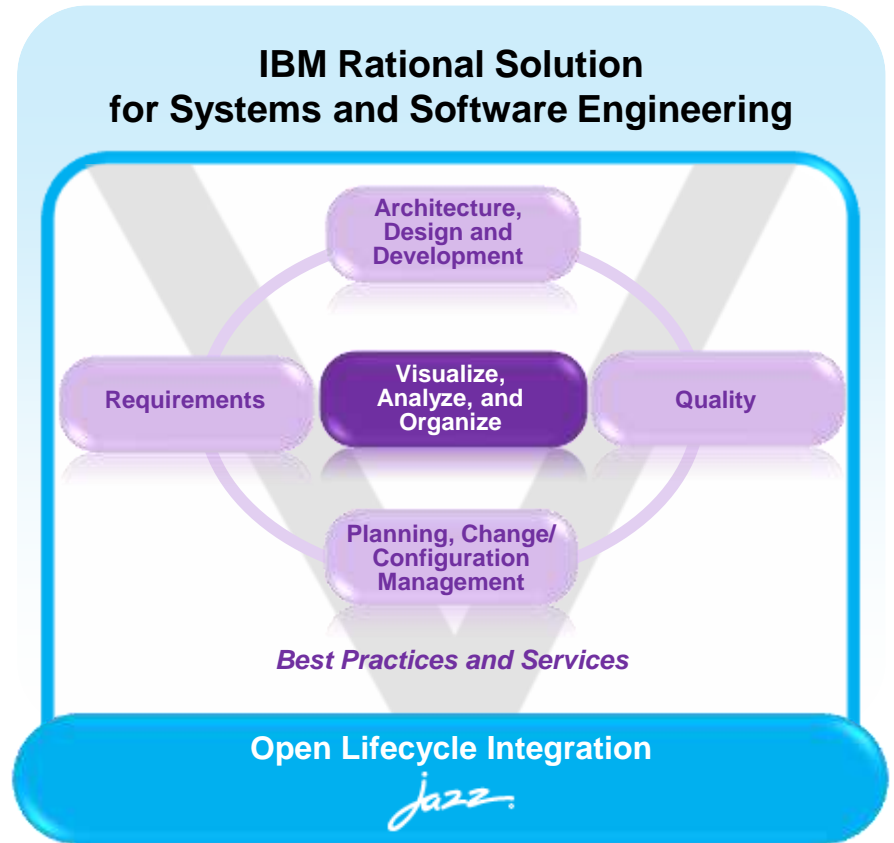 IBM Rational Solution
for Systems and Software Engineering
Architecture,
Design and
Development
Requirements
Visualize,
Analyze, and
Organize
Quality
Planning, Change/
Configuration
Management
Best Practices and Services
Open Lifecycle Integration
jazz